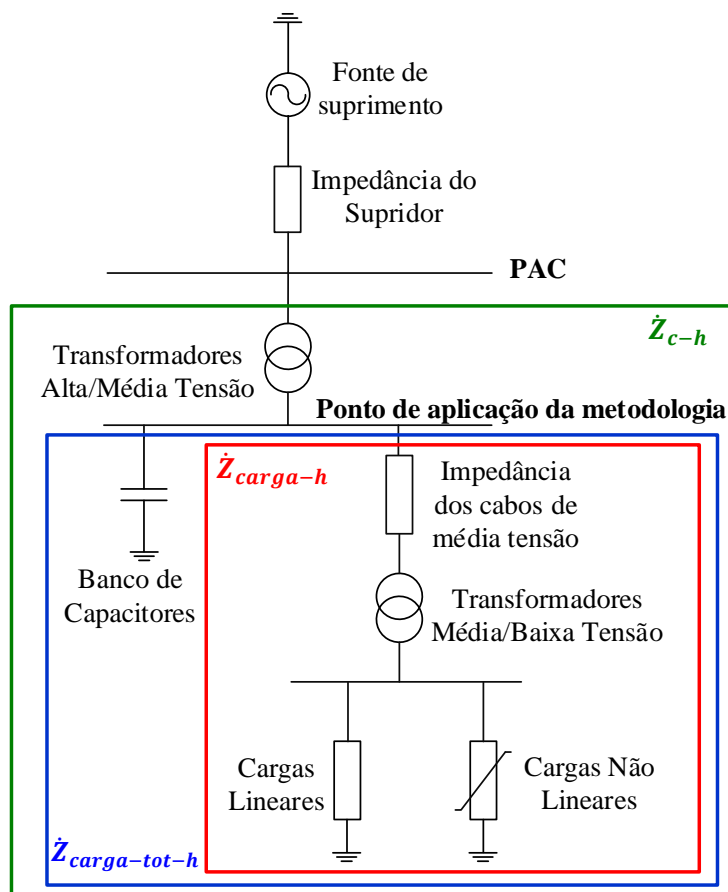 Fonte de
suprimento
Impedância do
Supridor
PAC
Ż_{c-h}
Transformadores
Alta/Média Tensão
Ponto de aplicação da metodologia
Ż_{carga-h}
Impedância
dos cabos de
média tensão
Banco de
Capacitores
Transformadores
Média/Baixa Tensão
Cargas
Lineares
Cargas Não
Lineares
Ż_{carga-tot-h}